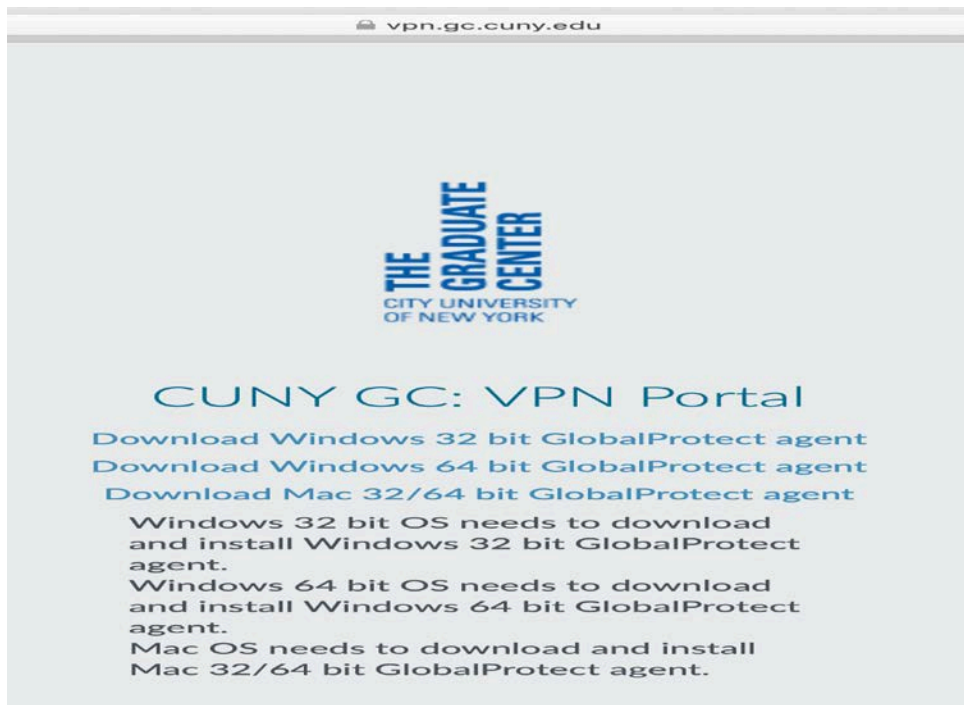 vpn.gc.cuny.edu
THE
GRADUATE
CENTER
CITY UNIVERSITY
OF NEW YORK
CUNY GC: VPN Portal
Download Windows 32 bit GlobalProtect agent
Download Windows 64 bit GlobalProtect agent
Download Mac 32/64 bit GlobalProtect agent
Windows 32 bit OS needs to download
and install Windows 32 bit GlobalProtect
agent.
Windows 64 bit OS needs to download
and install Windows 64 bit GlobalProtect
agent.
Mac OS needs to download and install
Mac 32/64 bit GlobalProtect agent.